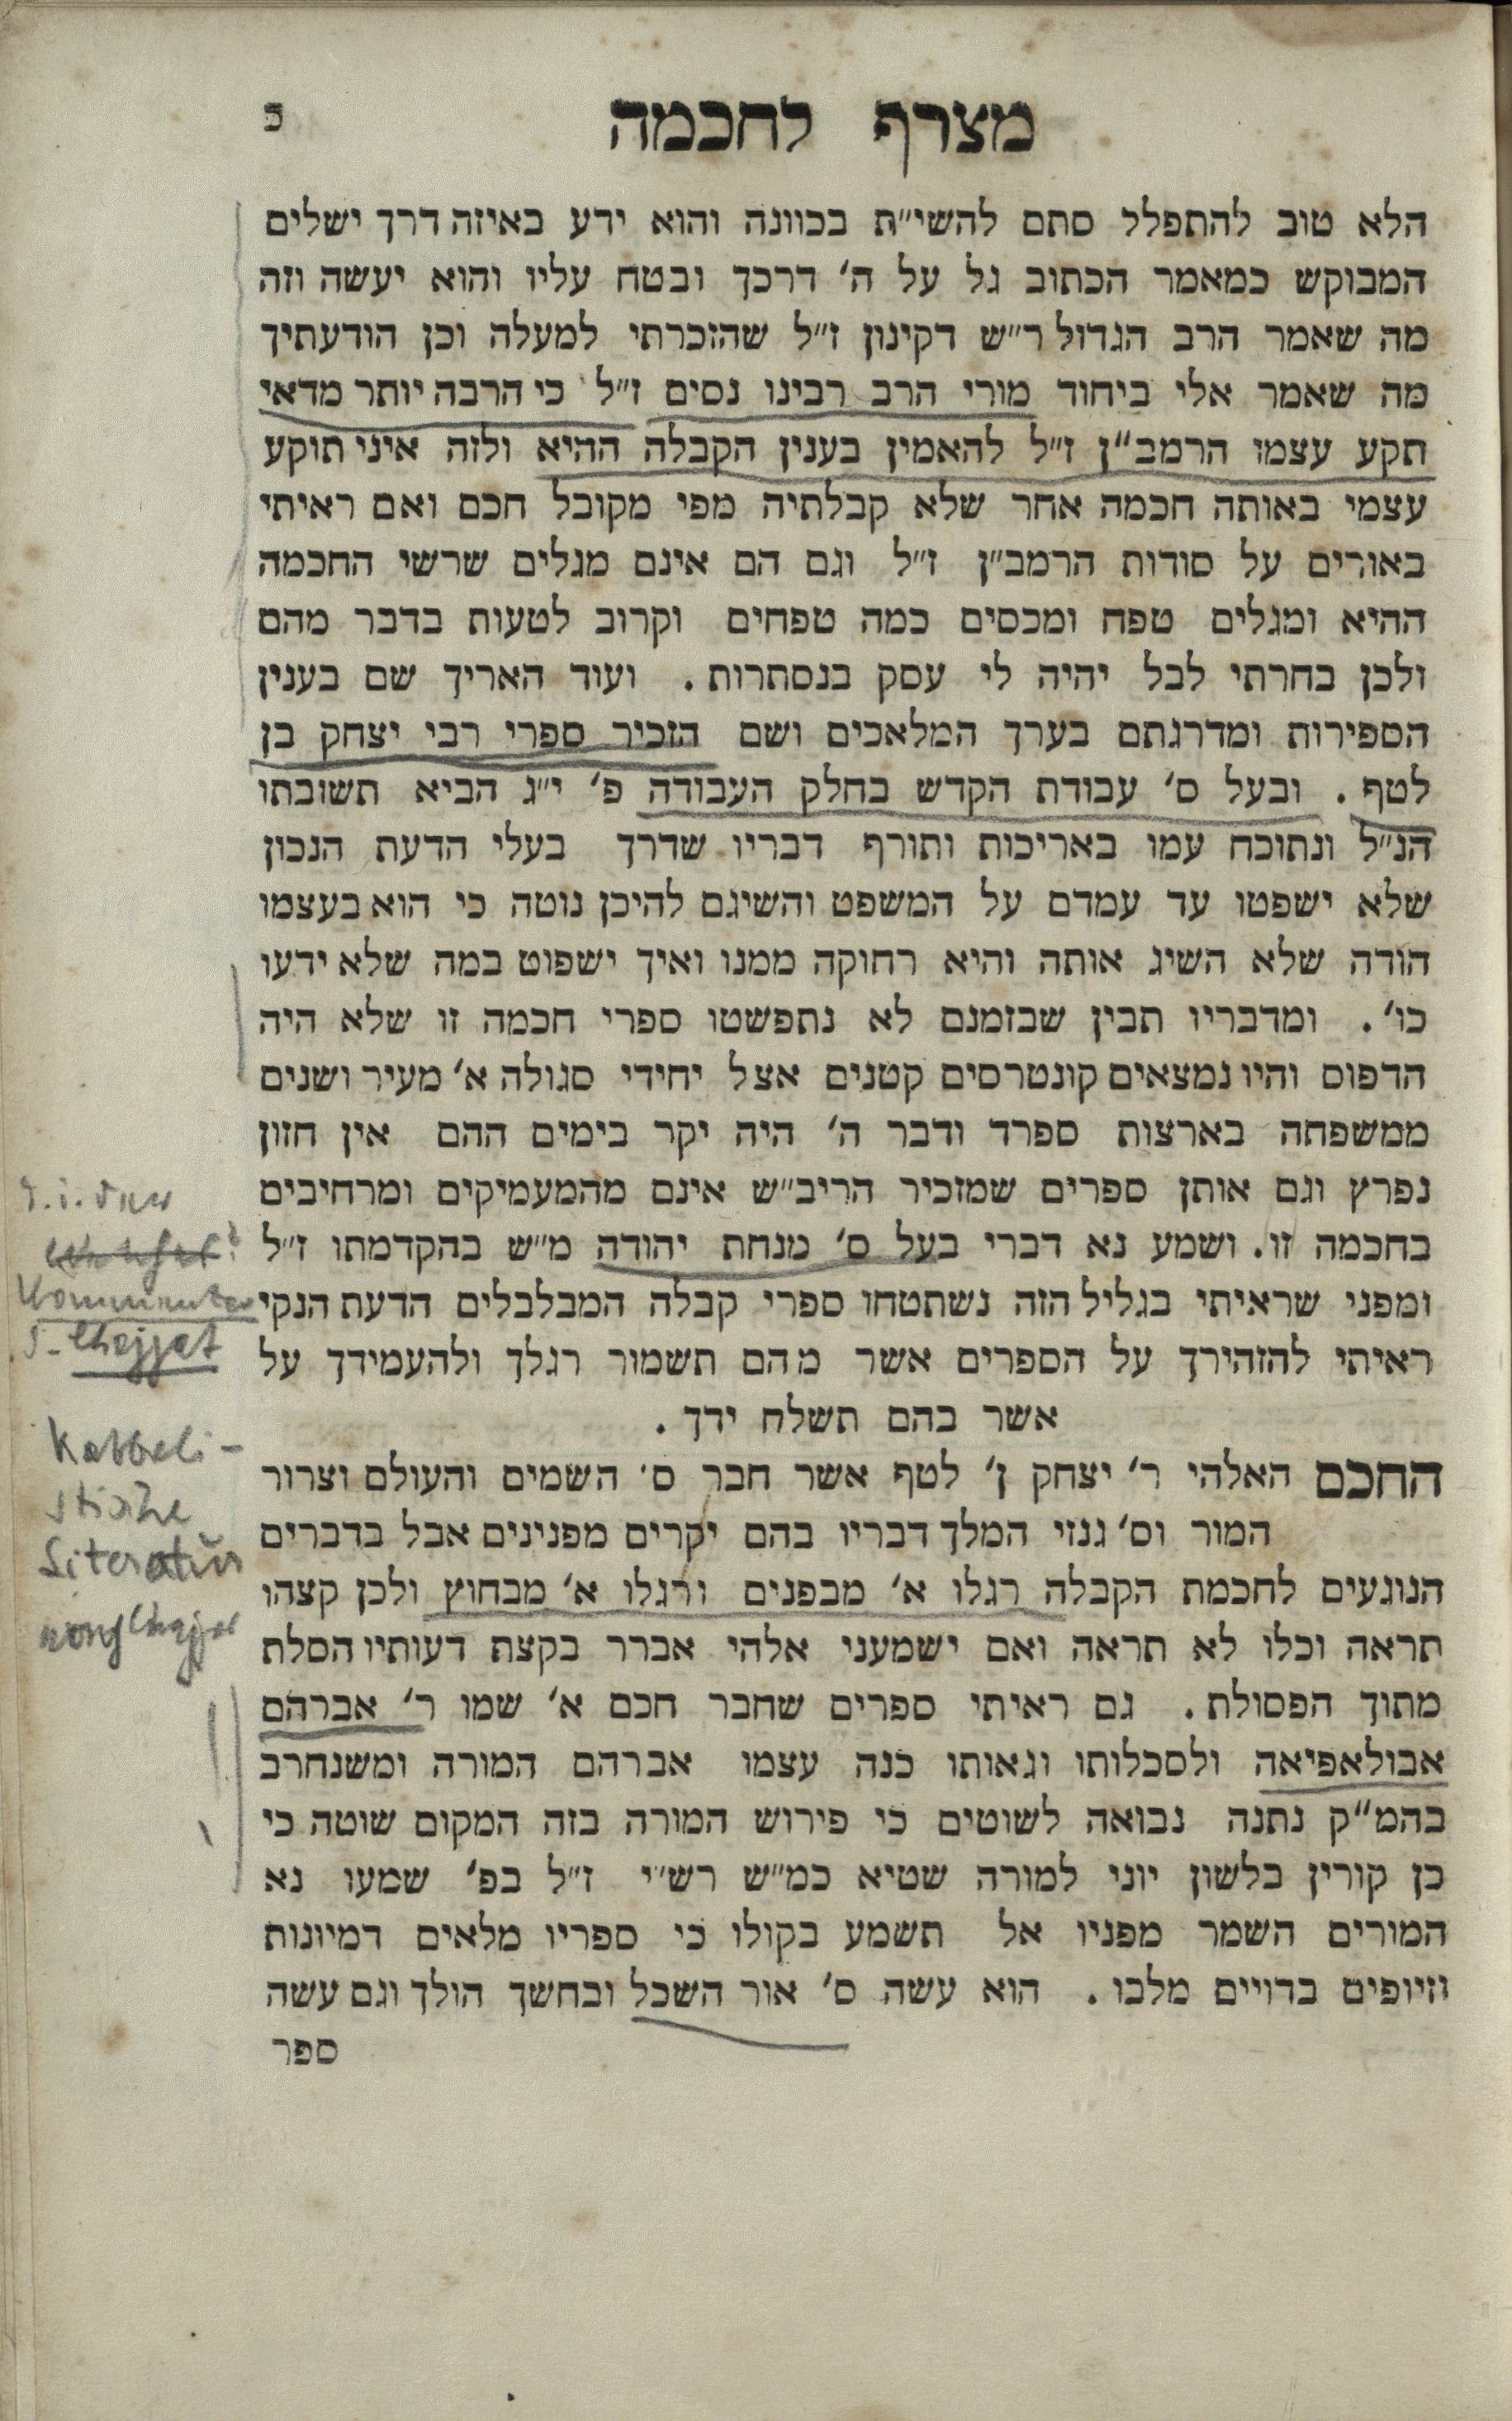 מצרף לחכמה
כ
הלא טוב להתפלל סתם להשי״ת בכוונה והוא ידע באיזה דרך ישלים
המבוקש כמאמר הכתוב גל על ה׳ דרכך ובטח עליו והוא יעשה וזה
מה שאמר הרב הגדול ר״ש דקינון ז״ל שהזכרתי למעלה וכן הודעתיך
מה שאמר אלי ביחוד מורי הרב רבינו נסים ז״ל כי הרבה יותר מדאי
תקע עצמו הרמב״ן ז״ל להאמין בענין הקבלה ההיא ולזה איני תוקע
עצמי באותה חכמה אחר שלא קבלתיה מפי מקובל חכם ואם ראיתי
באורים על סודות הרמב״ן ז״ל וגם הם אינם מגלים שרשי החכמה
ההיא ומגלים טפח ומכסים כמה טפחים וקרוב לטעות בדבר מהם
ולכן בחרתי לבל יהיה לי עסק בנסתרות. ועוד האריך שם בענין
הספירות ומדרגתם בערך המלאכים ושם הזכיר ספרי רבי יצחק בן
לטף. ובעל ס׳ עבודת הקדש בחלק העבודה פ׳ י״ג הביא תשובתו
הנ״ל ונתוכח עמו באריכות ותורף דבריו שדרך בעלי הדעת הנכון
שלא ישפטו עד עמדם על המשפט והשיגם להיכן נוטה כי הוא בעצמו
הודה שלא השיג אותה והיא רחוקה ממנו ואיך ישפוט במה שלא ידעו
כו׳. ומדבריו תבין שבזמנם לא נתפשטו ספרי חכמה זו שלא היה
הדפוס והיו נמצאים קונטרסים קטנים אצל יחידי סגולה א׳ מעיר ושנים
ממשפחה בארצות ספרד ודבר ה׳ היה יקר בימים ההם אין חזון
נפרץ וגם אותן ספרים שמזכיר הריב״ש אינם מהמעמיקים ומרחיבים
בחכמה זו. ושמע נא דברי בעל ס׳ מנחת יהודה מ״ש בהקדמתו ז״ל
ומפני שראיתי בגליל הזה נשתטחו ספרי קבלה המבלבלים הדעת הנקי
ראיתי להזהירך על הספרים אשר מהם תשמור רגלך ולהעמידך על
אשר בהם תשלח ידך.
החכם האלהי ר׳ יצחק ן׳ לטף אשר חבר ס׳ השמים והעולם וצרור
המור וס׳ גנזי המלך דבריו בהם יקרים מפנינים אבל בדברים
הנוגעים לחכמת הקבלה רגלו א׳ מבפנים ורגלו א׳ מבחוץ ולכן קצהו
תראה וכלו לא תראה ואם ישמעני אלהי אברר בקצת דעותיו הסלת
מתוך הפסולת. גם ראיתי ספרים שחבר חכם א׳ שמו ר׳ אברהם
אבולאפיאה ולסכלותו וגאותו כנה עצמו אברהם המורה ומשנחרב
בהמ״ק נתנה נבואה לשוטים כי פירוש המורה בזה המקום שוטה כי
כן קורין בלשון יוני למורה שטיא כמ״ש רש״י ז״ל בפ׳ שמעו נא
המורים השמר מפניו אל תשמע בקולו כי ספריו מלאים דמיונות
וזיופים בדויים מלבו. הוא עשה ס׳ אור השכל ובחשך הולך וגם עשה
ספר
d. i. der
Kommentar
J. Chajjat
Kabbali-
stische
Literatur